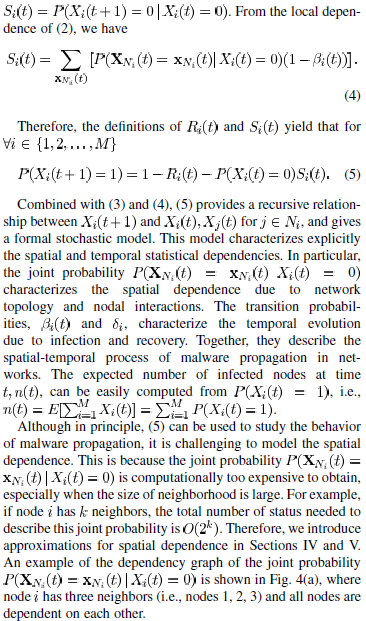 S_i(t) = P(X_i(t+1) = 0 | X_i(t) = 0). From the local depen-
dence of (2), we have
S_i(t) = ∑_{x_{N_i}(t)} [P(X_{N_i}(t) = x_{N_i}(t)| X_i(t) = 0)(1 − β_i(t))].
(4)
Therefore, the definitions of R_i(t) and S_i(t) yield that for
∀i ∈ {1, 2, . . . , M}
P(X_i(t+1) = 1) = 1 − R_i(t) − P(X_i(t) = 0)S_i(t). (5)
Combined with (3) and (4), (5) provides a recursive relation-
ship between X_i(t+1) and X_i(t), X_j(t) for j ∈ N_i, and gives
a formal stochastic model. This model characterizes explicitly
the spatial and temporal statistical dependencies. In particular,
the joint probability P(X_{N_i}(t) = x_{N_i}(t) X_i(t) = 0)
characterizes the spatial dependence due to network
topology and nodal interactions. The transition probabil-
ities, β_i(t) and δ_i, characterize the temporal evolution
due to infection and recovery. Together, they describe the
spatial-temporal process of malware propagation in net-
works. The expected number of infected nodes at time
t, n(t), can be easily computed from P(X_i(t) = 1), i.e.,
n(t) = E[∑_{i=1}^{M} X_i(t)] = ∑_{i=1}^{M} P(X_i(t) = 1).
Although in principle, (5) can be used to study the behavior
of malware propagation, it is challenging to model the spatial
dependence. This is because the joint probability P(X_{N_i}(t) =
x_{N_i}(t) | X_i(t) = 0) is computationally too expensive to obtain,
especially when the size of neighborhood is large. For example,
if node i has k neighbors, the total number of status needed to
describe this joint probability is O(2^k). Therefore, we introduce
approximations for spatial dependence in Sections IV and V.
An example of the dependency graph of the joint probability
P(X_{N_i}(t) = x_{N_i}(t) | X_i(t) = 0) is shown in Fig. 4(a), where
node i has three neighbors (i.e., nodes 1, 2, 3) and all nodes are
dependent on each other.